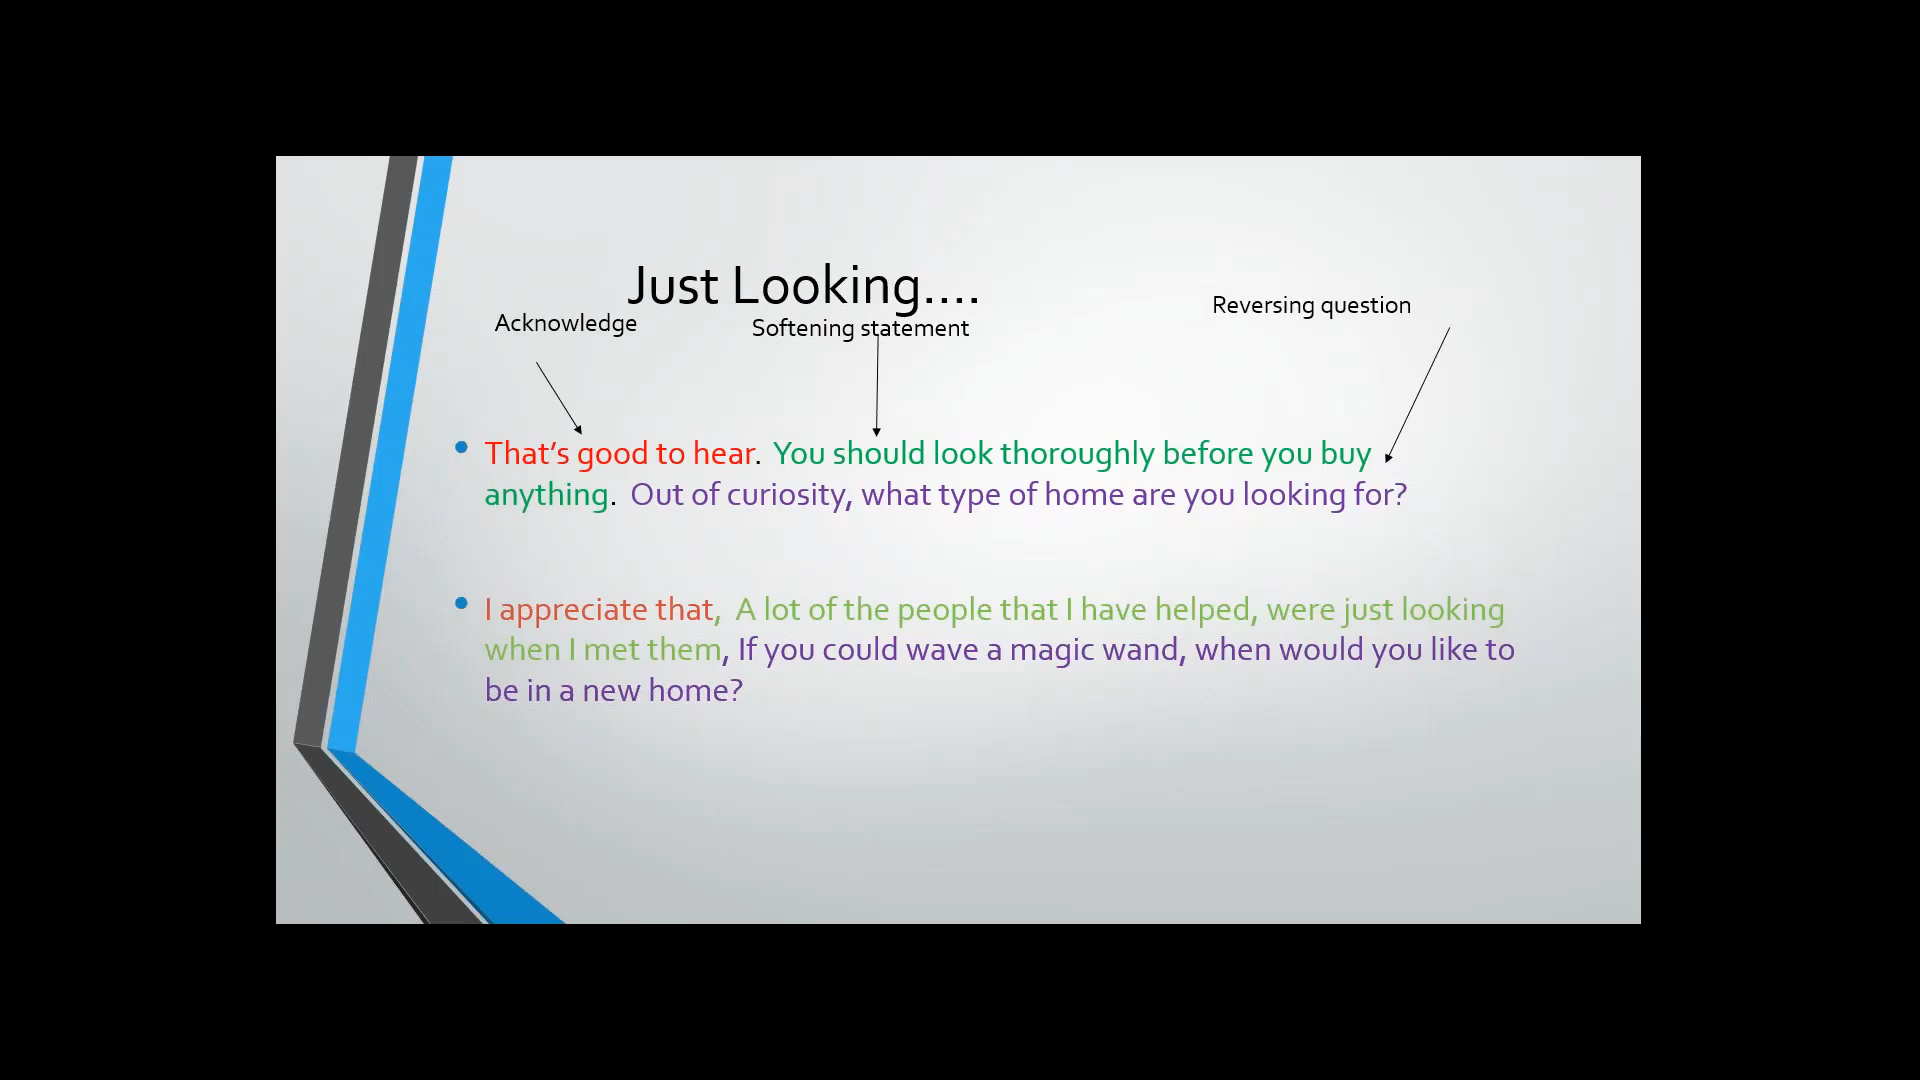 Just Looking....
Acknowledge
Softening statement
Reversing question
That’s good to hear.  You should look thoroughly before you buy
anything.  Out of curiosity, what type of home are you looking for?
I appreciate that,  A lot of the people that I have helped, were just looking
when I met them, If you could wave a magic wand, when would you like to
be in a new home?